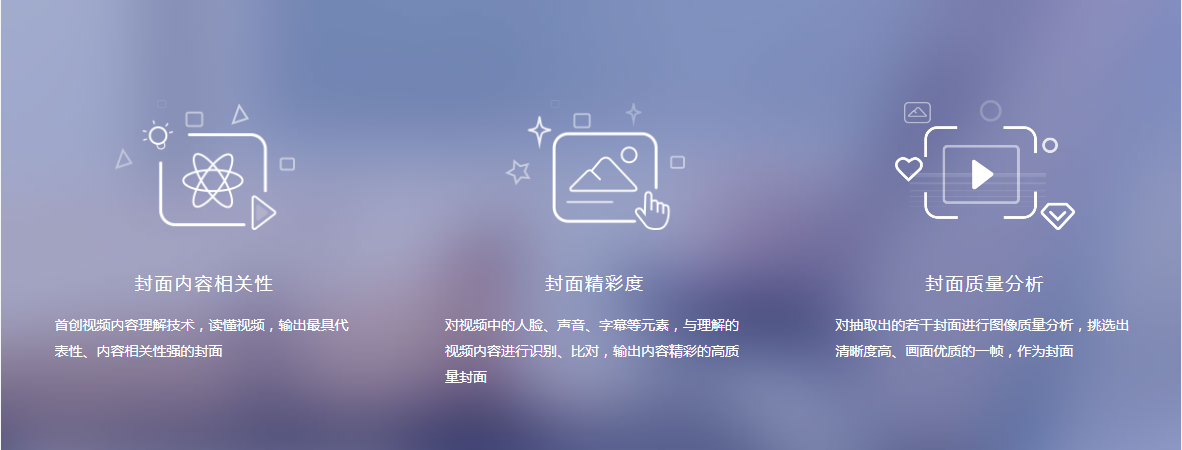 封面内容相关性
首创视频内容理解技术，读懂视频，输出最具代
表性、内容相关性强的封面
封面精彩度
对视频中的人脸、声音、字幕等元素，与理解的
视频内容进行识别、比对，输出内容精彩的高质
量封面
封面质量分析
对抽取出的若干封面进行图像质量分析，挑选出
清晰度高、画面优质的一帧，作为封面